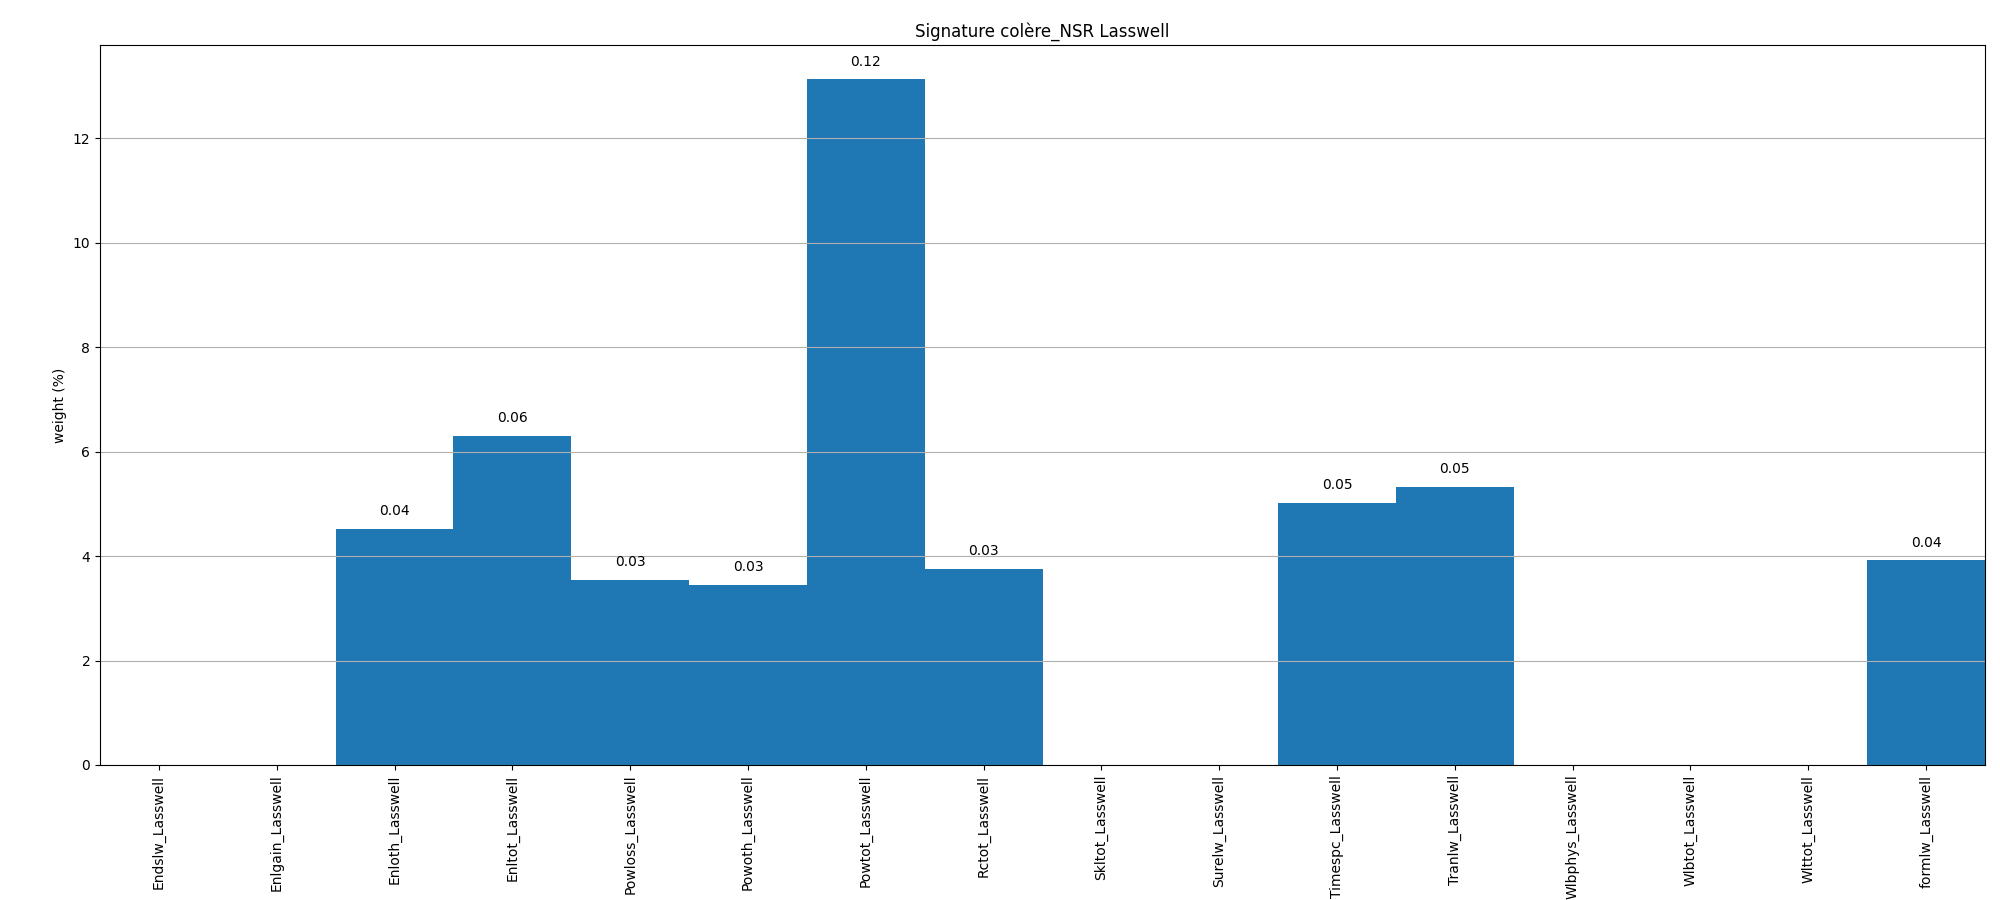 Signature colère_NSR Lasswell
0.12
12
10
8
weight (%)
0.06
6
0.05
0.05
0.04
0.03
0.03
0.03
0.04
4
2
0
Endslw_Lasswell
Enlgain_Lasswell
Enloth_Lasswell
Enltot_Lasswell
Powloss_Lasswell
Powoth_Lasswell
Powtot_Lasswell
Rctot_Lasswell
Skltot_Lasswell
Surelw_Lasswell
Timespc_Lasswell
Tranlw_Lasswell
Wlbphys_Lasswell
Wlbtot_Lasswell
Wlttot_Lasswell
formlw_Lasswell